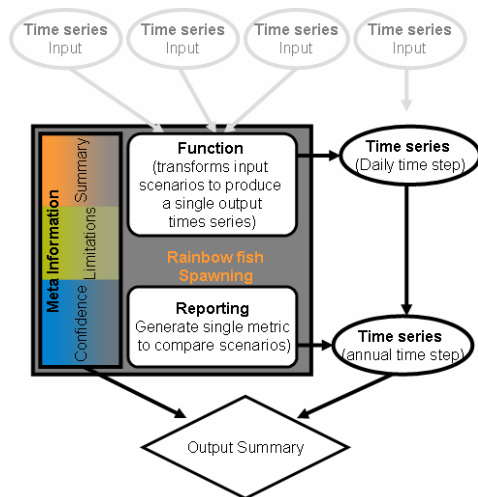 Time series
Input
Time series
Input
Time series
Input
Time series
Input
Meta Information
Summary
Limitations
Confidence
Function
(transforms input
scenarios to produce
a single output
times series)
Rainbow fish
Spawning
Reporting
Generate single metric
to compare scenarios)
Time series
(Daily time step)
Time series
(annual time step)
Output Summary